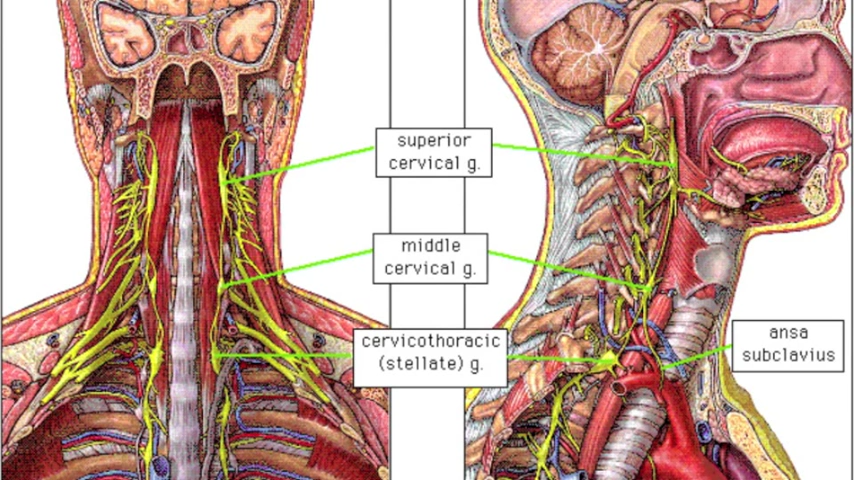 superior
cervical g.
middle
cervical g.
cervicothoracic
(stellate) g.
ansa
subclavius